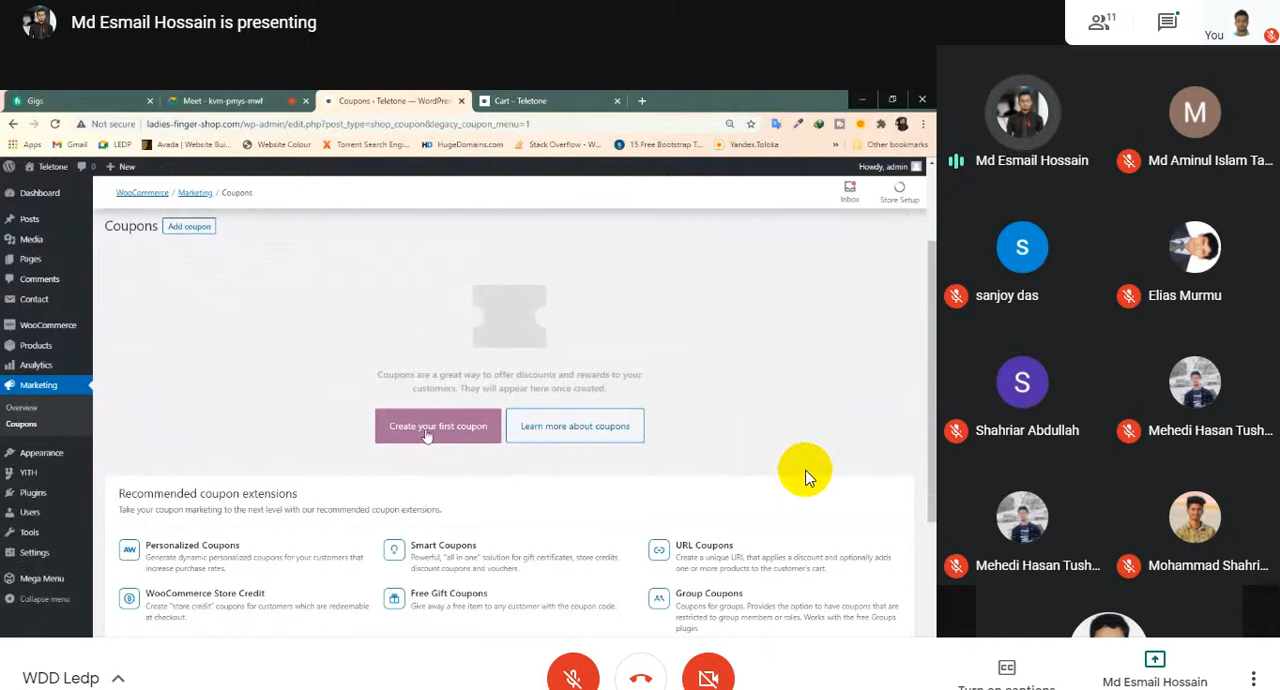 Md Esmail Hossain is presenting
11
You
Gigs
Meet - kvm-pmys-mwf
Coupons ‹ Teletone — WordPres
Cart – Teletone
Not secure
ladies-finger-shop.com/wp-admin/edit.php?post_type=shop_coupon&legacy_coupon_menu=1
Apps
Gmail
LEDP
Avada | Website Bui...
Website Colour
Torrent Search Engi...
HugeDomains.com
Stack Overflow - W...
15 Free Bootstrap T...
Yandex.Toloka
»
Other bookmarks
Teletone
0
+ New
Howdy, admin
Dashboard
Posts
Media
Pages
Comments
Contact
WooCommerce
Products
Analytics
Marketing
Overview
Coupons
Appearance
YITH
Plugins
Users
Tools
Settings
Mega Menu
Collapse menu
WooCommerce / Marketing / Coupons
Inbox
Store Setup
Coupons
Add coupon
Coupons are a great way to offer discounts and rewards to your
customers. They will appear here once created.
Create your first coupon
Learn more about coupons
Recommended coupon extensions
Take your coupon marketing to the next level with our recommended coupon extensions.
AW
Personalized Coupons
Generate dynamic personalized coupons for your customers that
increase purchase rates.
Smart Coupons
Powerful, "all in one" solution for gift certificates, store credits,
discount coupons and vouchers.
URL Coupons
Create a unique URL that applies a discount and optionally adds
one or more products to the customer's cart.
WooCommerce Store Credit
Create "store credit" coupons for customers which are redeemable
at checkout.
Free Gift Coupons
Give away a free item to any customer with the coupon code.
Group Coupons
Coupons for groups. Provides the option to have coupons that are
restricted to group members or roles. Works with the free Groups
plugin.
Md Esmail Hossain
M
Md Aminul Islam Ta...
S
sanjoy das
Elias Murmu
S
Shahriar Abdullah
Mehedi Hasan Tush...
Mehedi Hasan Tush...
Mohammad Shahri...
WDD Ledp
Turn on captions
Md Esmail Hossain